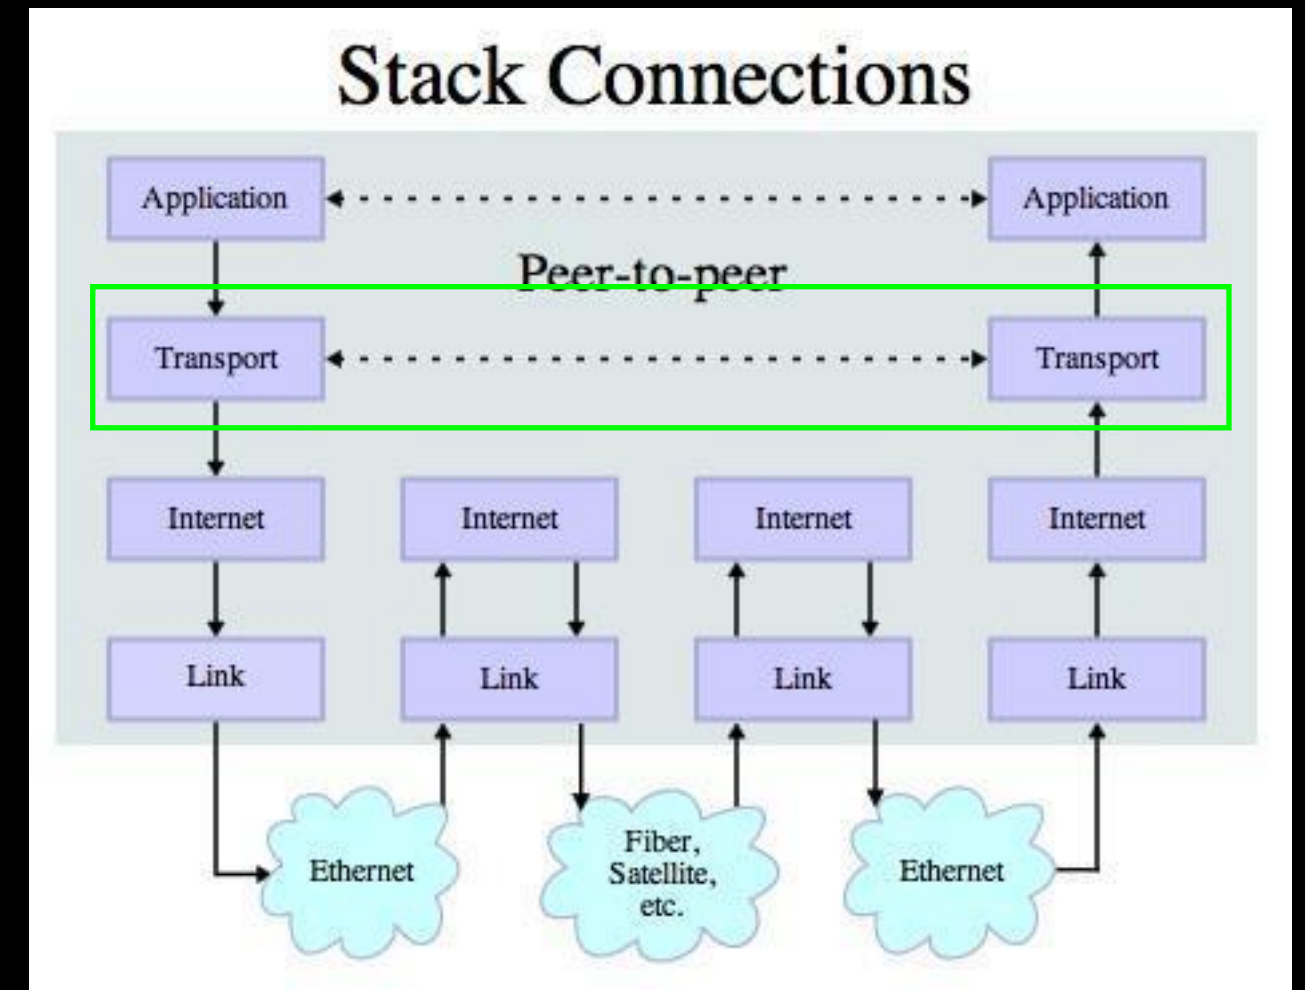 Stack Connections
Application
Application
Peer-to-peer
Transport
Transport
Internet
Internet
Internet
Internet
Link
Link
Link
Link
Ethernet
Fiber,
Satellite,
etc.
Ethernet